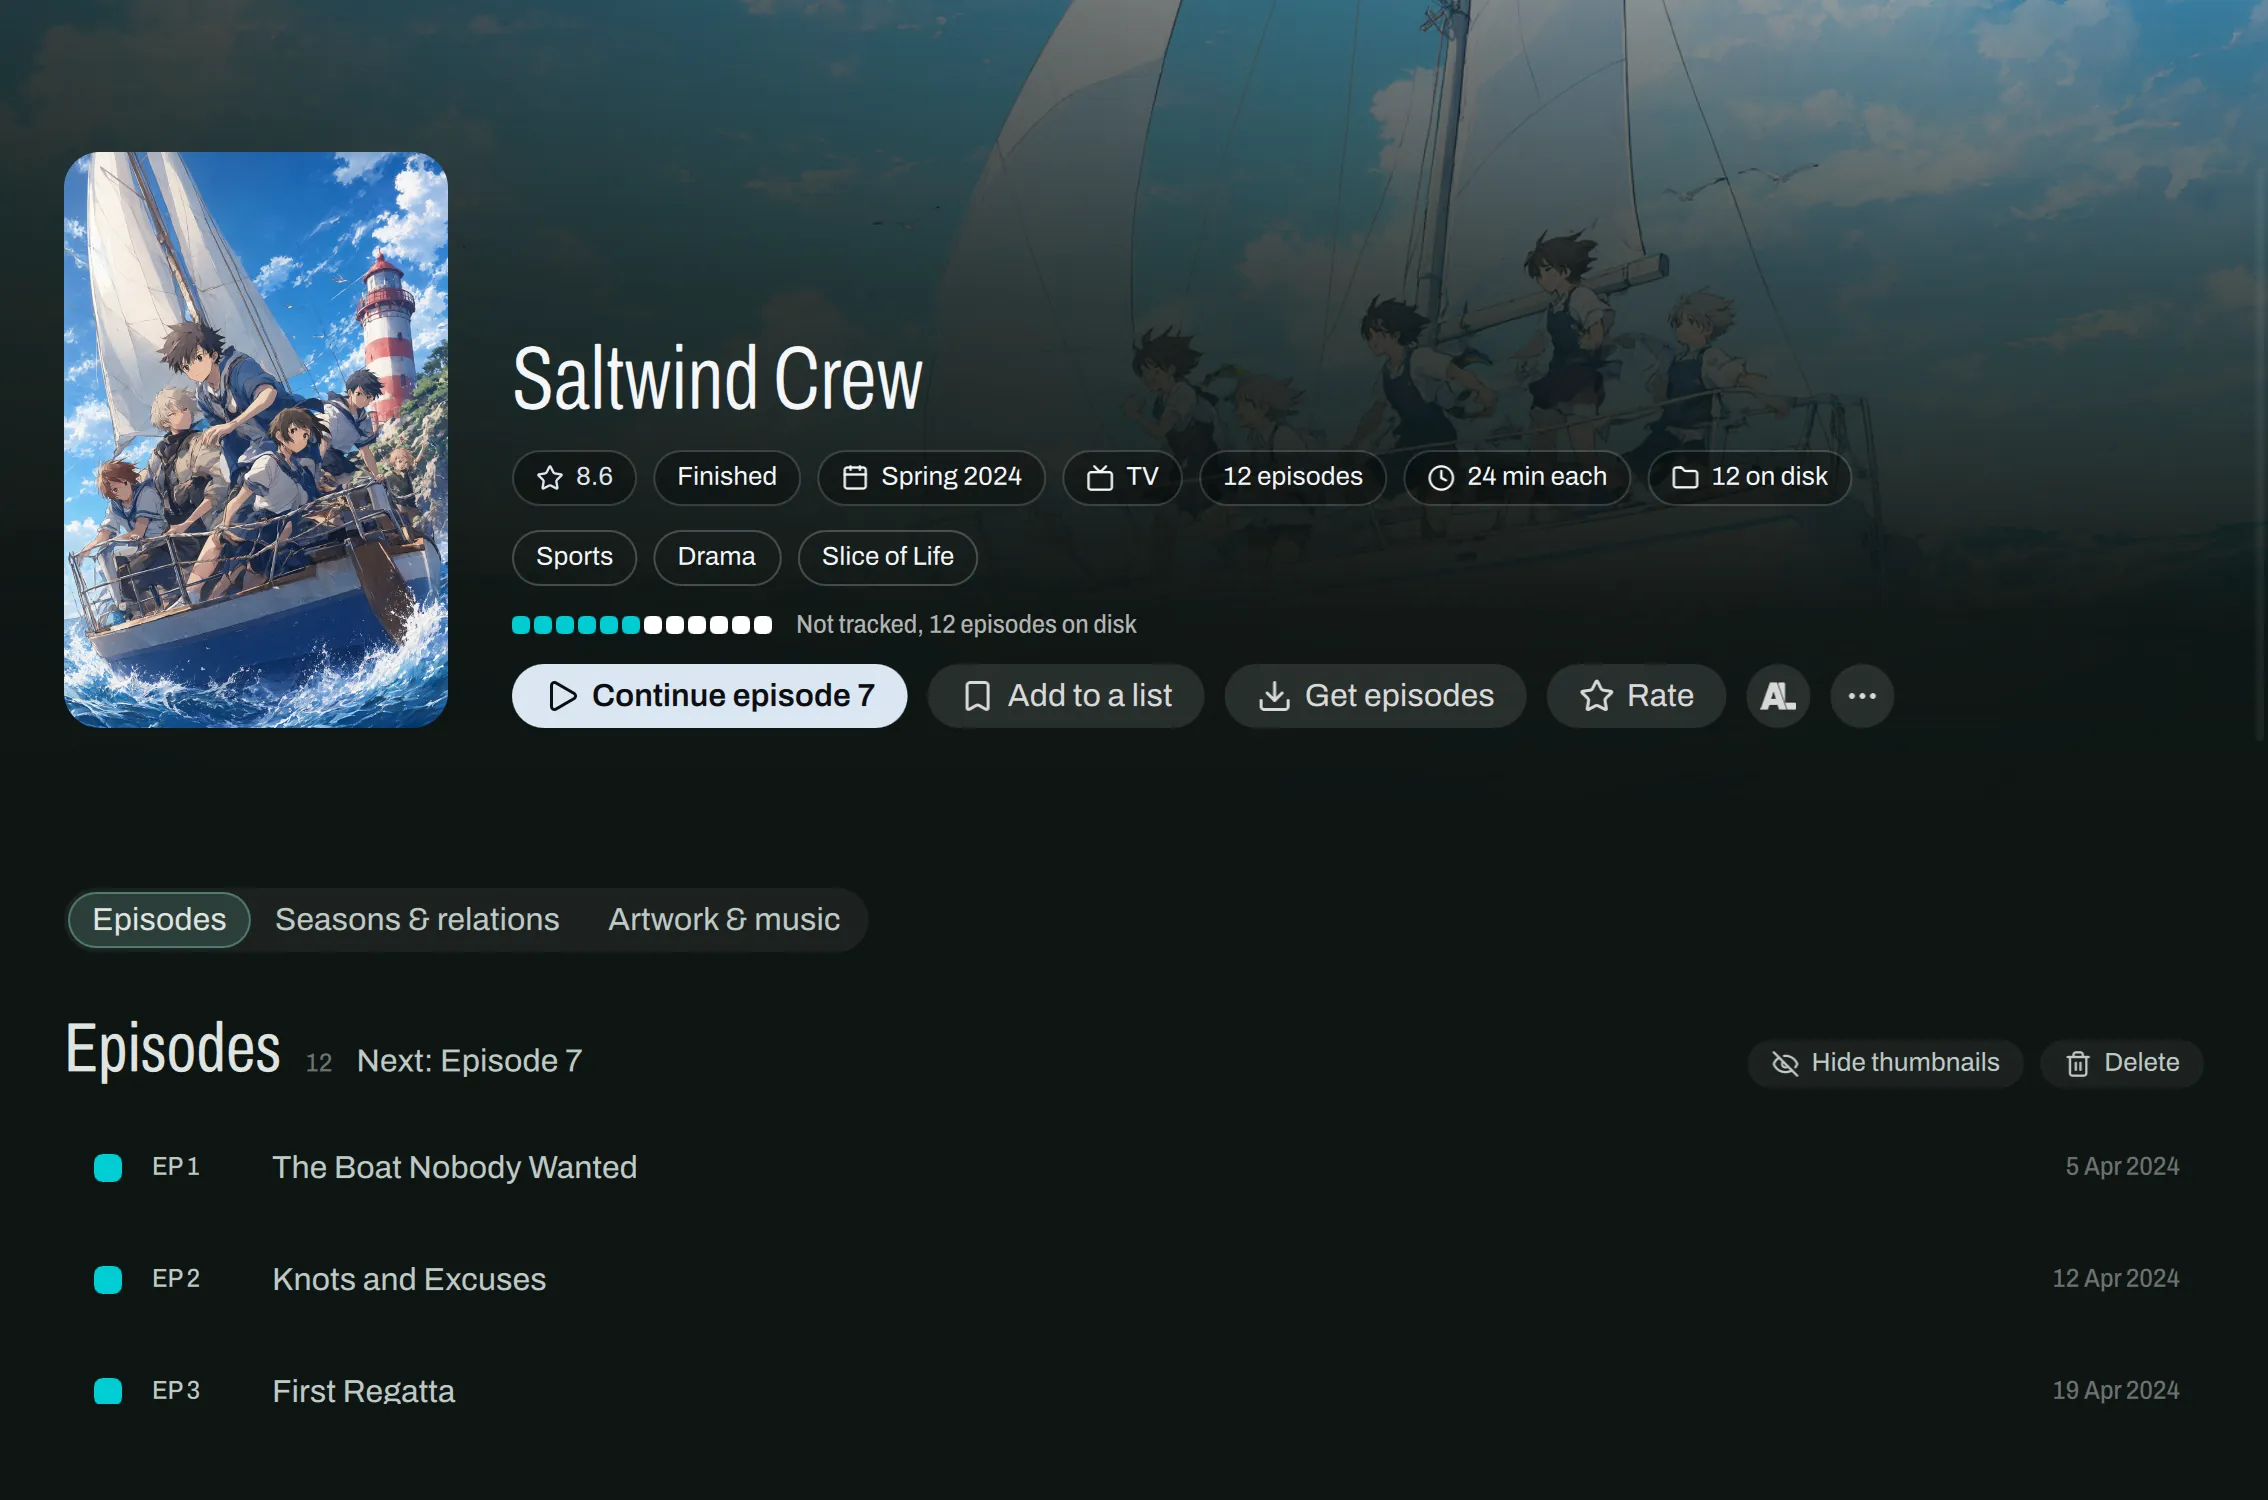 Saltwind Crew
8.6 Finished Spring 2024 TV 12 episodes 24 min each 12 on disk
Sports Drama Slice of Life
Not tracked, 12 episodes on disk
Continue episode 7 Add to a list Get episodes Rate AL
Episodes Seasons & relations Artwork & music
Episodes 12 Next: Episode 7 Hide thumbnails Delete
EP 1 The Boat Nobody Wanted 5 Apr 2024
EP 2 Knots and Excuses 12 Apr 2024
EP 3 First Regatta 19 Apr 2024